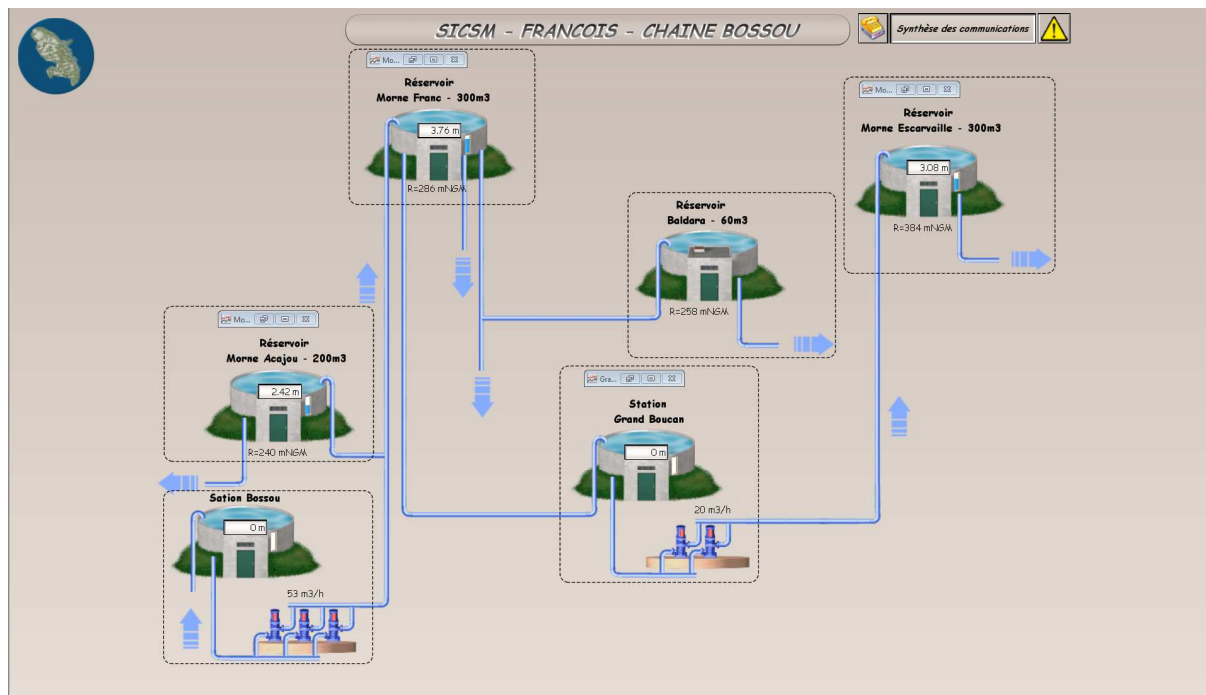 SICSM - FRANCOIS - CHAINE BOSSOU
Synthèse des communications
Mo...
Réservoir
Morne Franc - 300m3
3.76 m
R=286 mNGM
Mo...
Réservoir
Morne Escarvaille - 300m3
3.08 m
R=384 mNGM
Réservoir
Baldara - 60m3
R=258 mNGM
Mo...
Réservoir
Morne Acajou - 200m3
2.42 m
R=240 mNGM
Gra...
Station
Grand Boucan
0 m
20 m3/h
Sation Bossou
0 m
53 m3/h